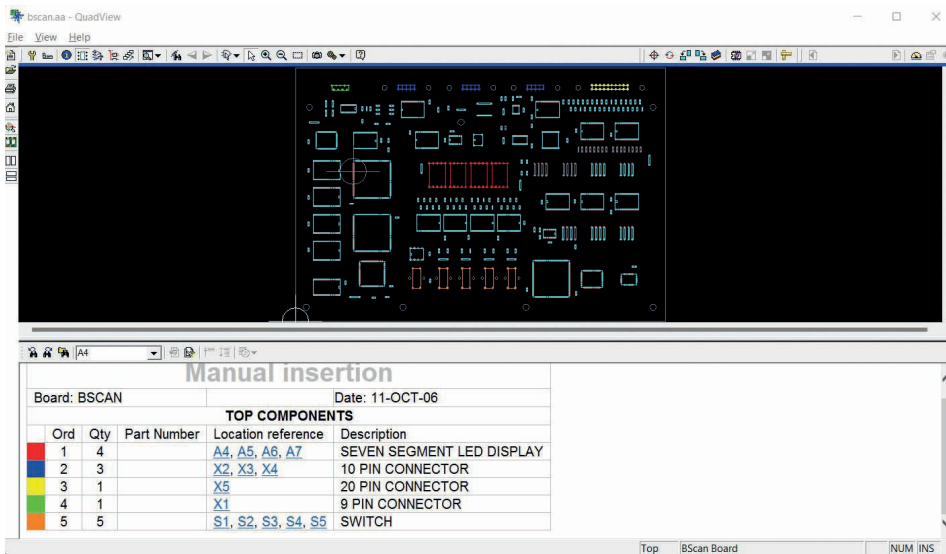 bscan.aa - QuadView
File View Help
A4
Manual insertion
Board: BSCAN Date: 11-OCT-06
TOP COMPONENTS
Ord Qty Part Number Location reference Description
1 4 A4, A5, A6, A7 SEVEN SEGMENT LED DISPLAY
2 3 X2, X3, X4 10 PIN CONNECTOR
3 1 X5 20 PIN CONNECTOR
4 1 X1 9 PIN CONNECTOR
5 5 S1, S2, S3, S4, S5 SWITCH
Top BScan Board NUM INS